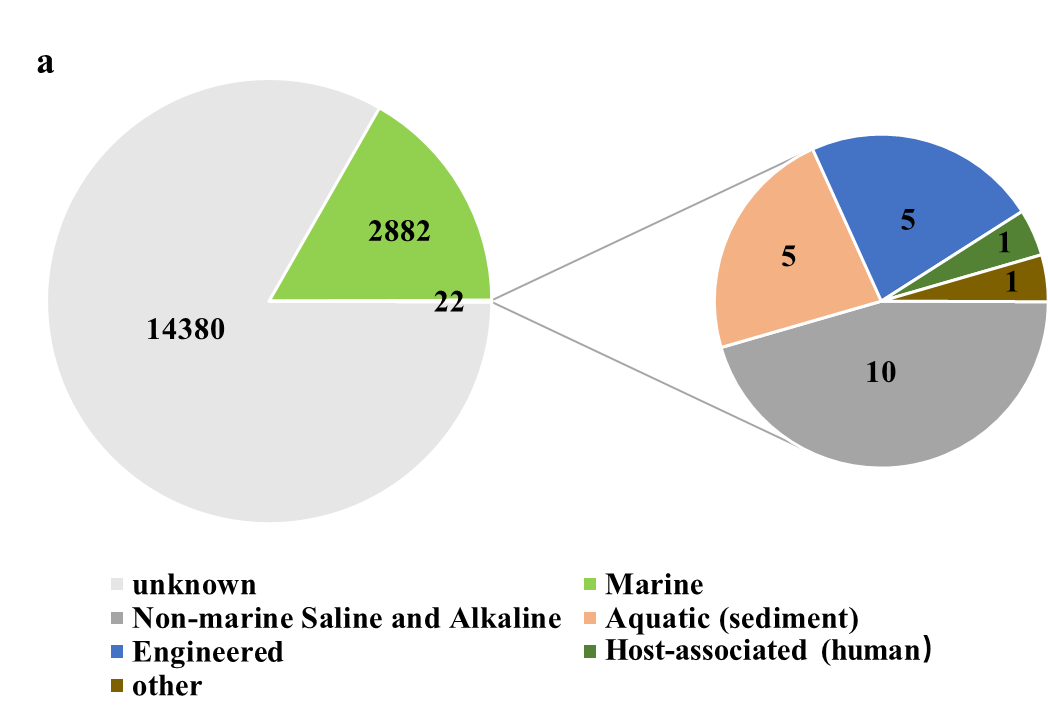 a
2882
22
14380
5
5
1
1
10
unknown
Marine
Non-marine Saline and Alkaline
Aquatic (sediment)
Engineered
Host-associated (human)
other